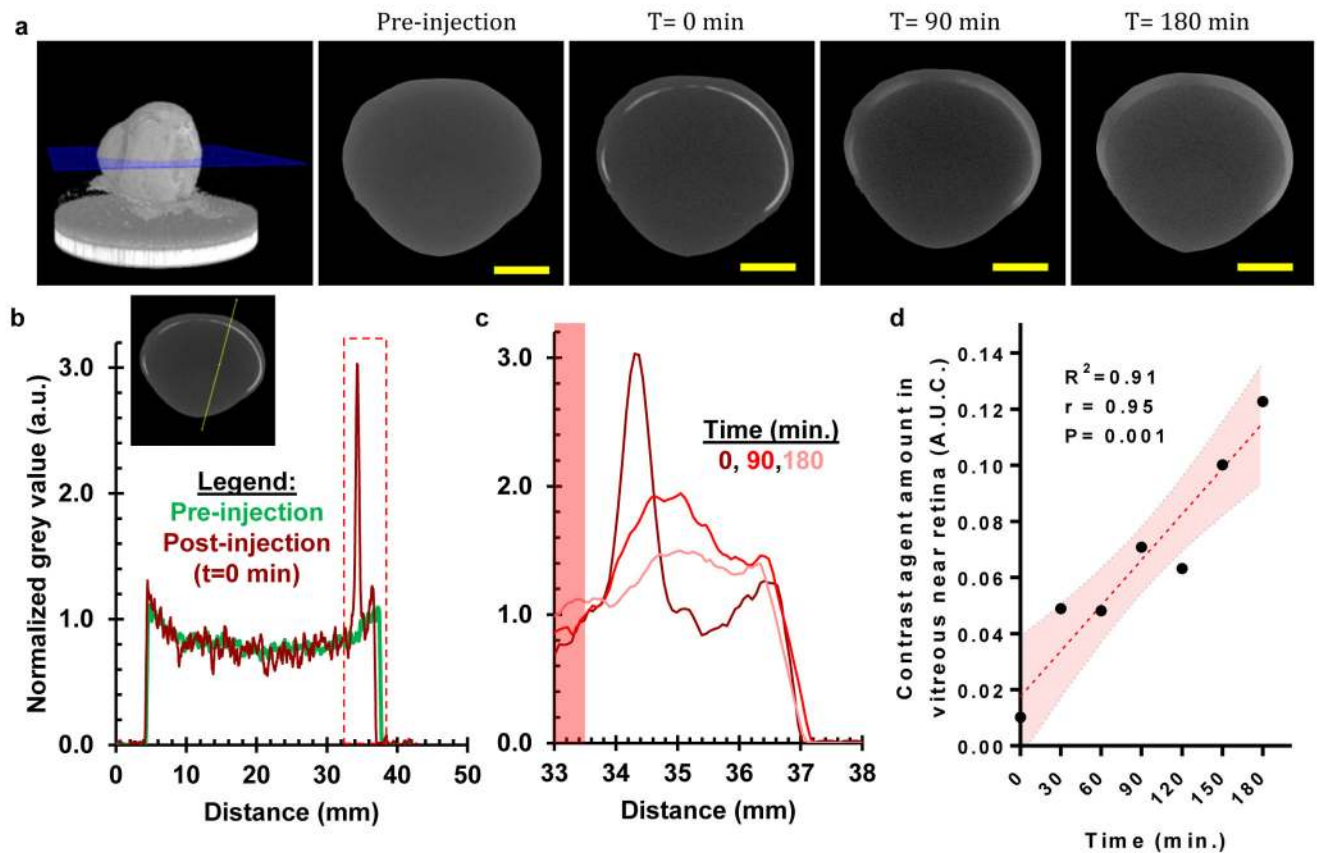 a
Pre-injection
T= 0 min
T= 90 min
T= 180 min
b
Normalized grey value (a.u.)
3.0
2.0
1.0
0.0
Legend:
Pre-injection
Post-injection
(t=0 min)
0 10 20 30 40 50
Distance (mm)
c
3.0
2.0
1.0
0.0
Time (min.)
0, 90,180
33 34 35 36 37 38
Distance (mm)
d
Contrast agent amount in
vitreous near retina (A.U.C.)
0.14
0.12
0.10
0.08
0.06
0.04
0.02
0.00
R²=0.91
r = 0.95
P= 0.001
0 30 60 90 120 150 180
Time (min.)